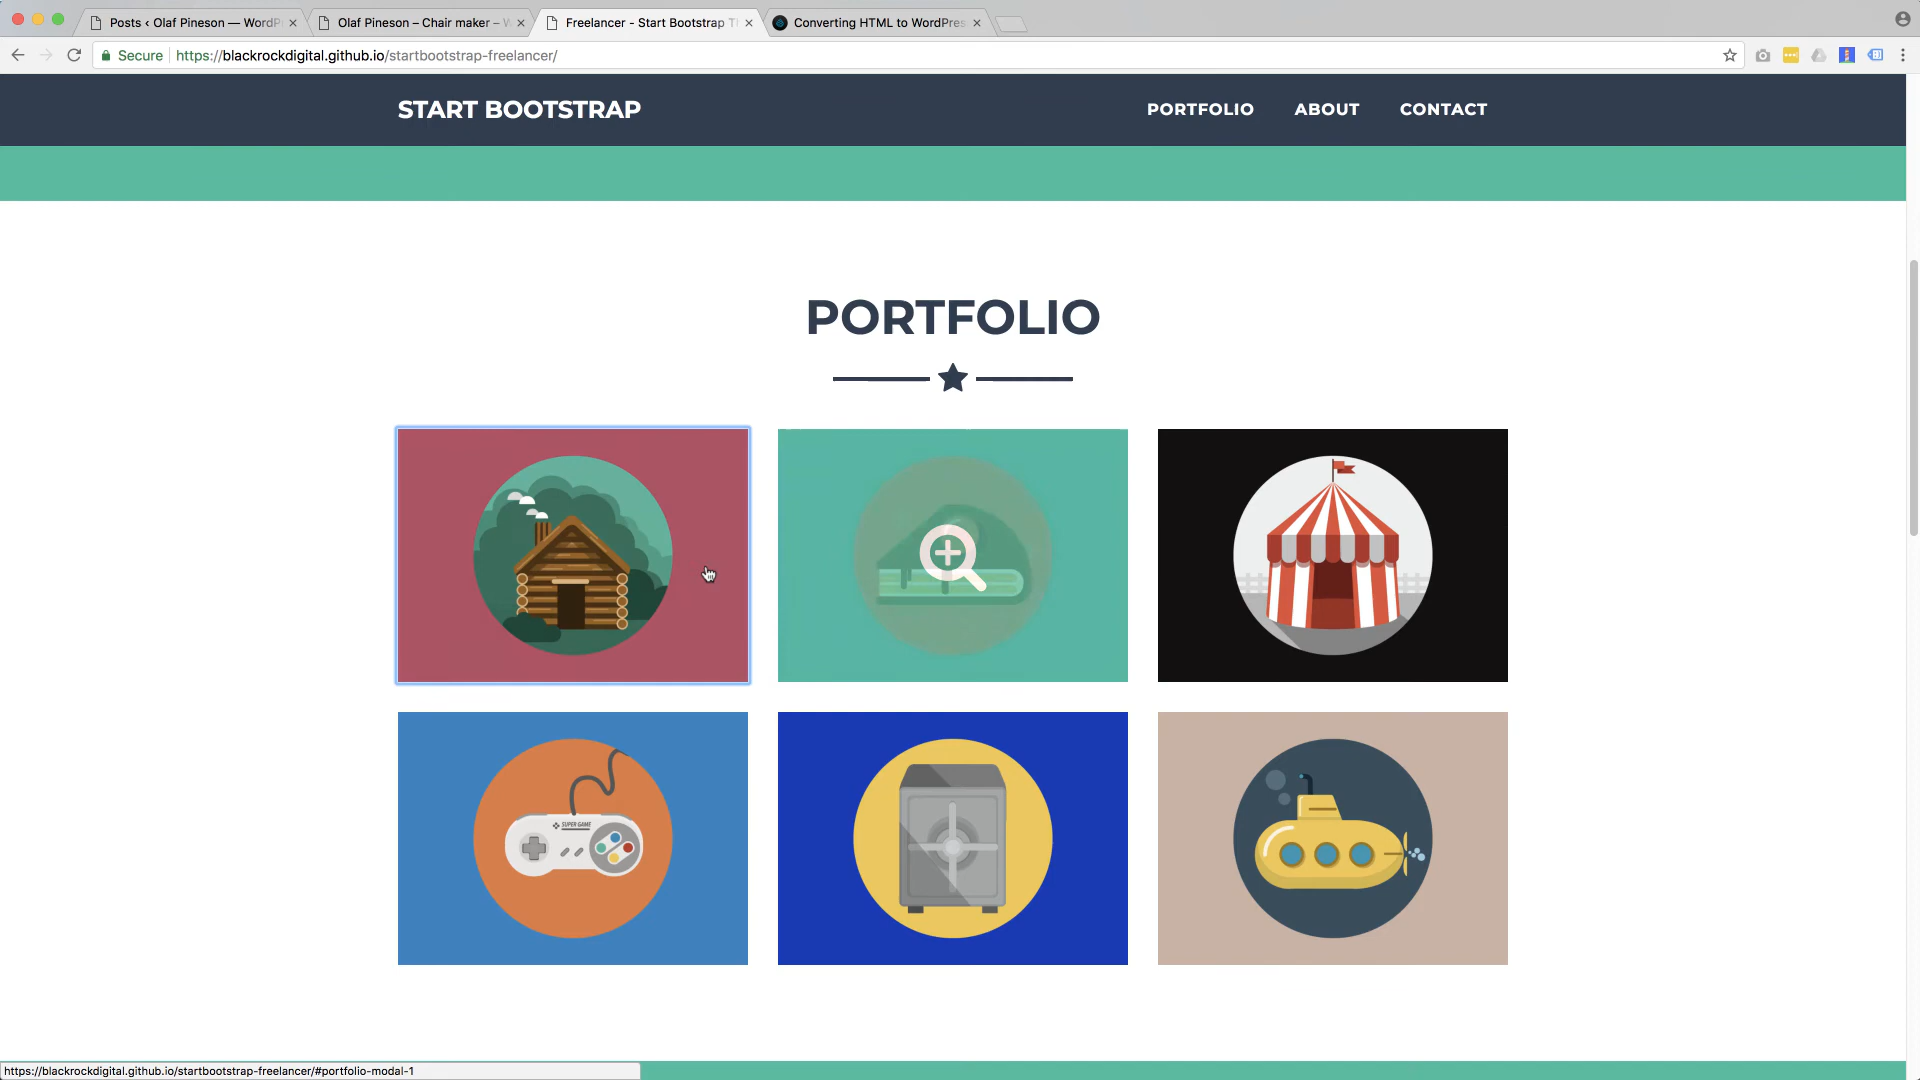 Posts ‹ Olaf Pineson — WordP
Olaf Pineson – Chair maker – W
Freelancer - Start Bootstrap T
Converting HTML to WordPres
Secure
https://blackrockdigital.github.io/startbootstrap-freelancer/
START BOOTSTRAP
PORTFOLIO
ABOUT
CONTACT
PORTFOLIO
SUPER GAME
https://blackrockdigital.github.io/startbootstrap-freelancer/#portfolio-modal-1